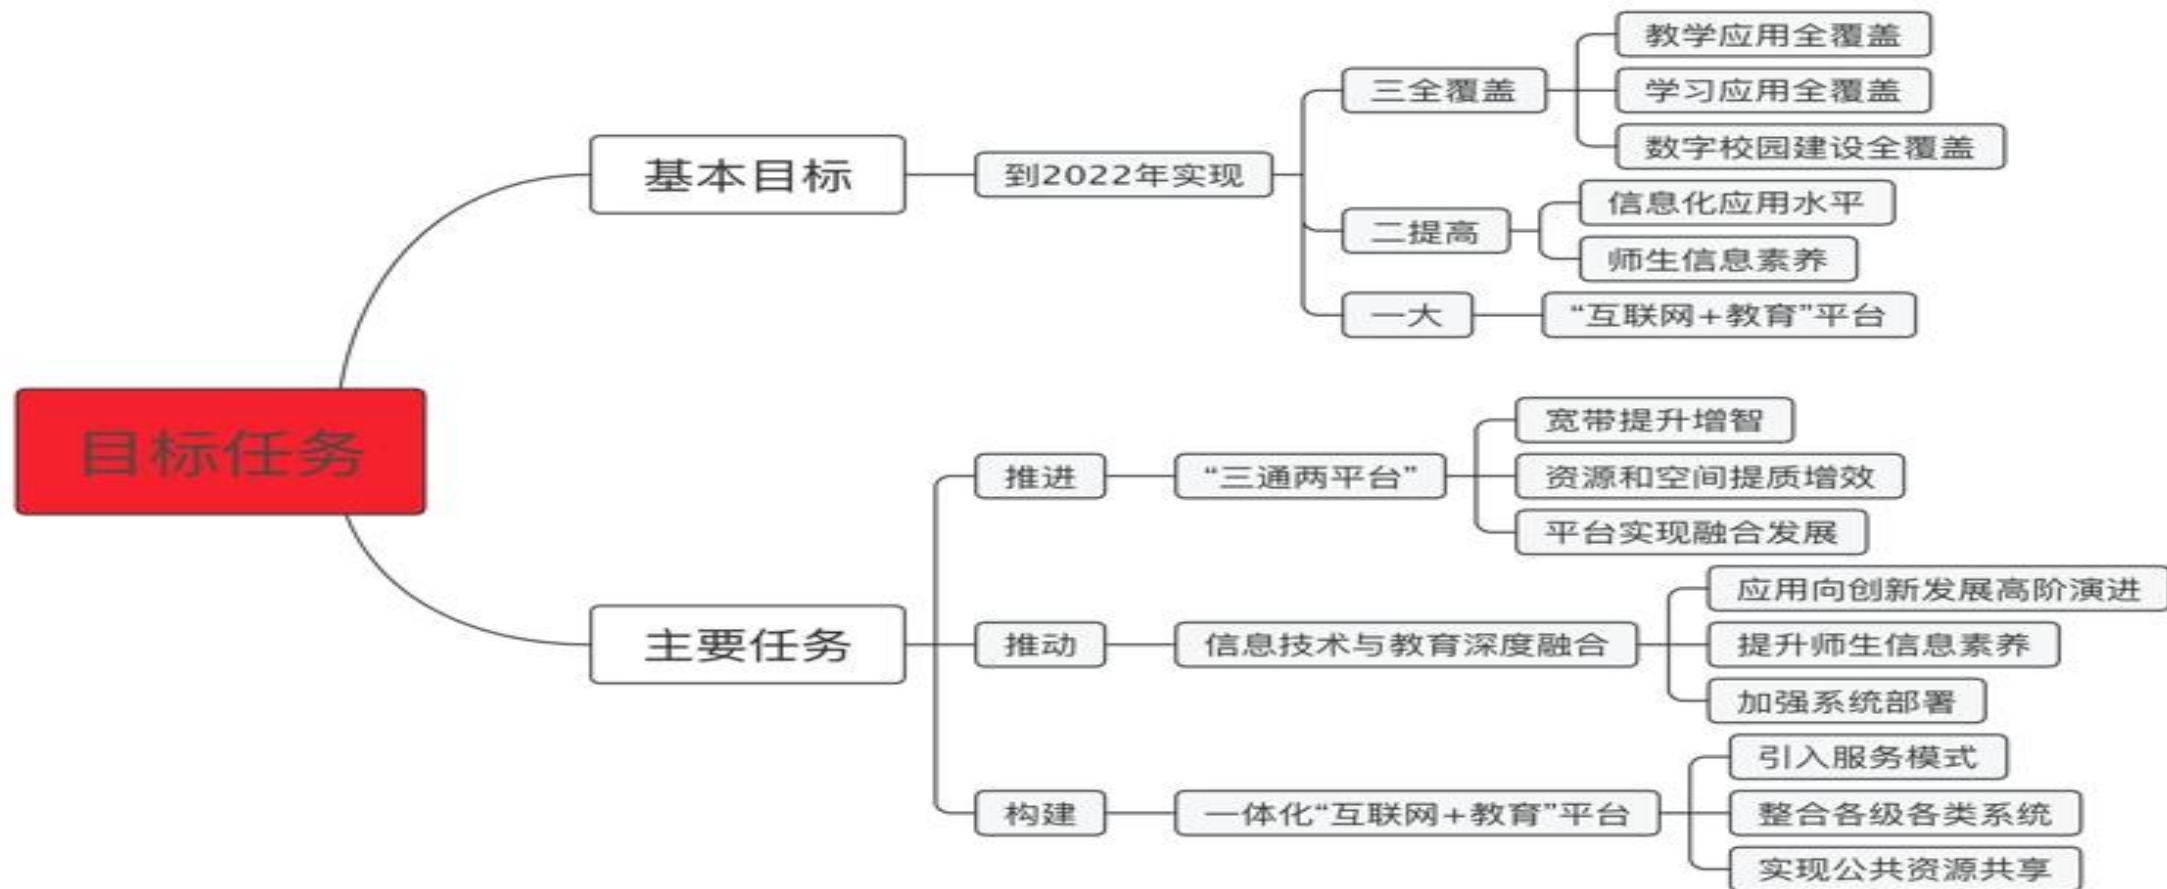 目标任务
基本目标
到2022年实现
三全覆盖
教学应用全覆盖
学习应用全覆盖
数字校园建设全覆盖
二提高
信息化应用水平
师生信息素养
一大
“互联网+教育”平台
主要任务
推进
“三通两平台”
宽带提升增智
资源和空间提质增效
平台实现融合发展
推动
信息技术与教育深度融合
应用向创新发展高阶演进
提升师生信息素养
加强系统部署
构建
一体化“互联网+教育”平台
引入服务模式
整合各级各类系统
实现公共资源共享